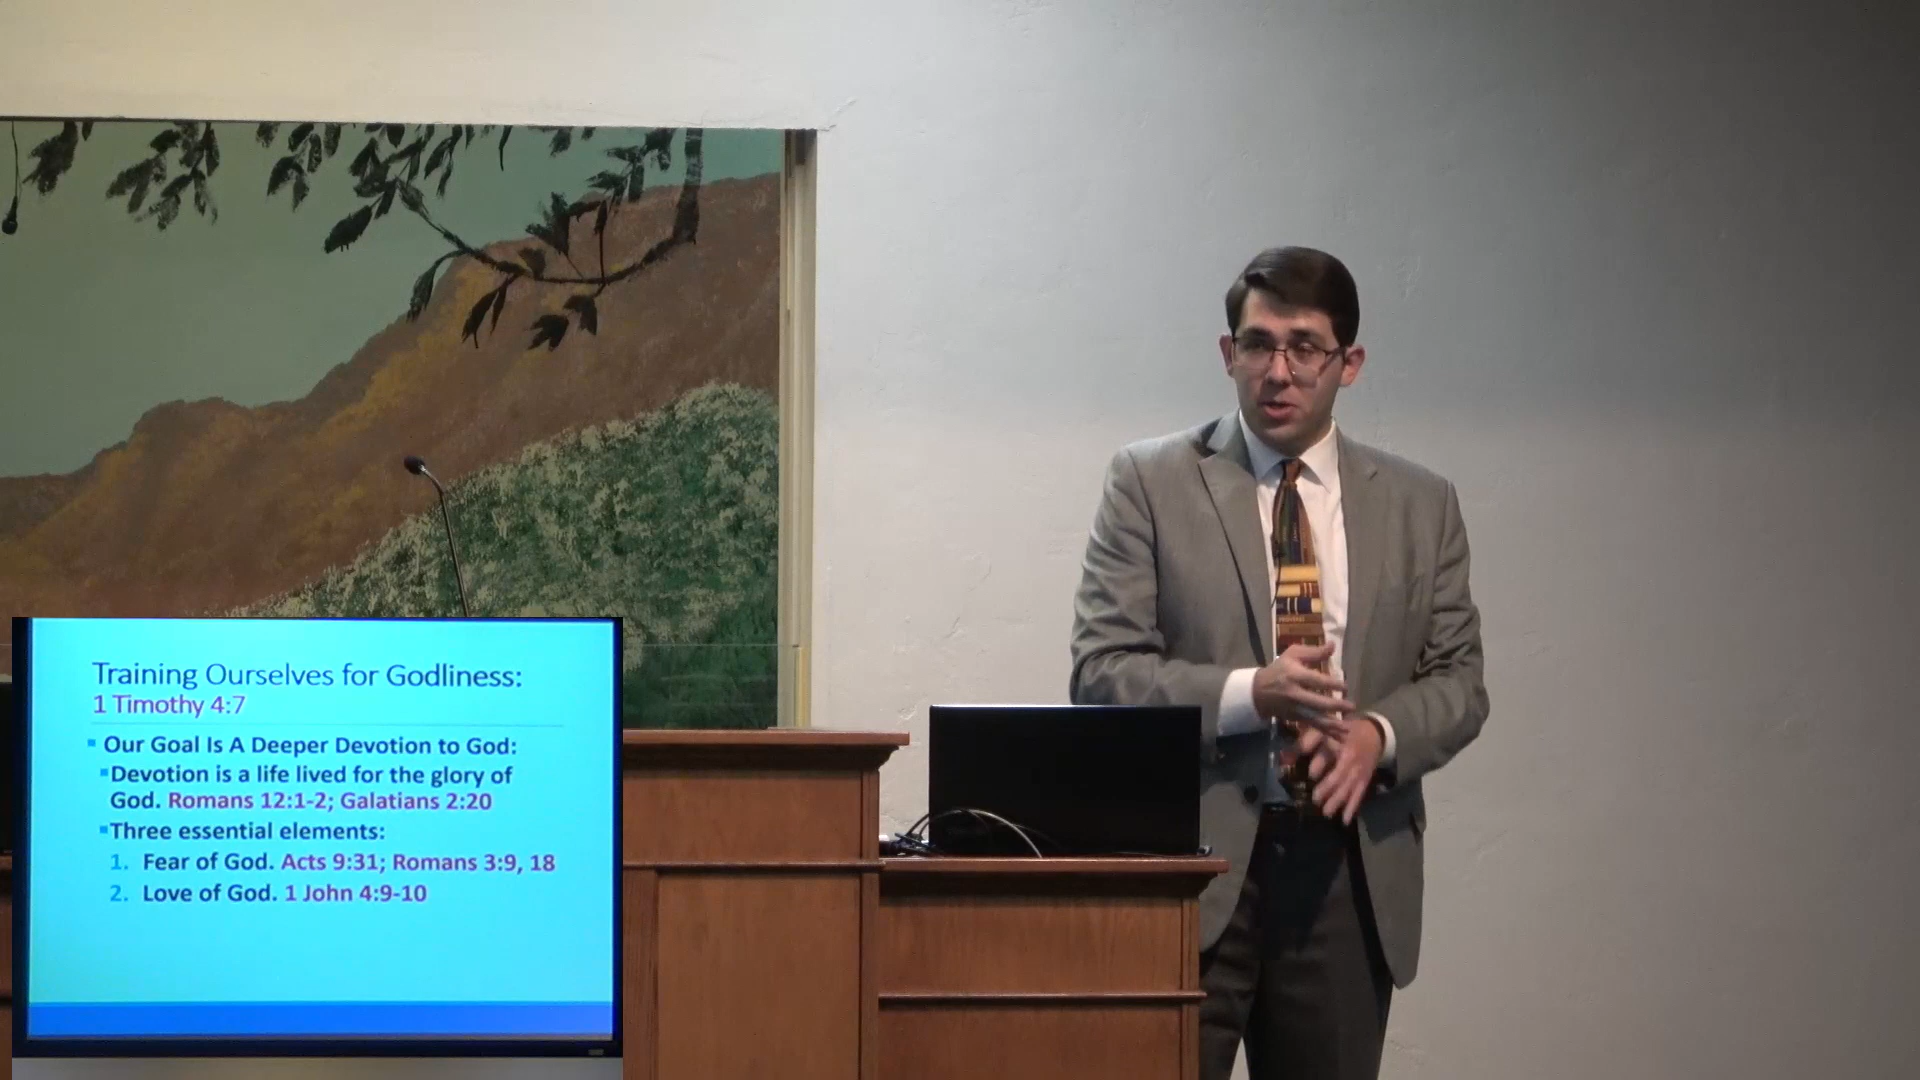 Training Ourselves for Godliness:
1 Timothy 4:7
Our Goal Is A Deeper Devotion to God:
Devotion is a life lived for the glory of
God. Romans 12:1-2; Galatians 2:20
Three essential elements:
1. Fear of God. Acts 9:31; Romans 3:9, 18
2. Love of God. 1 John 4:9-10